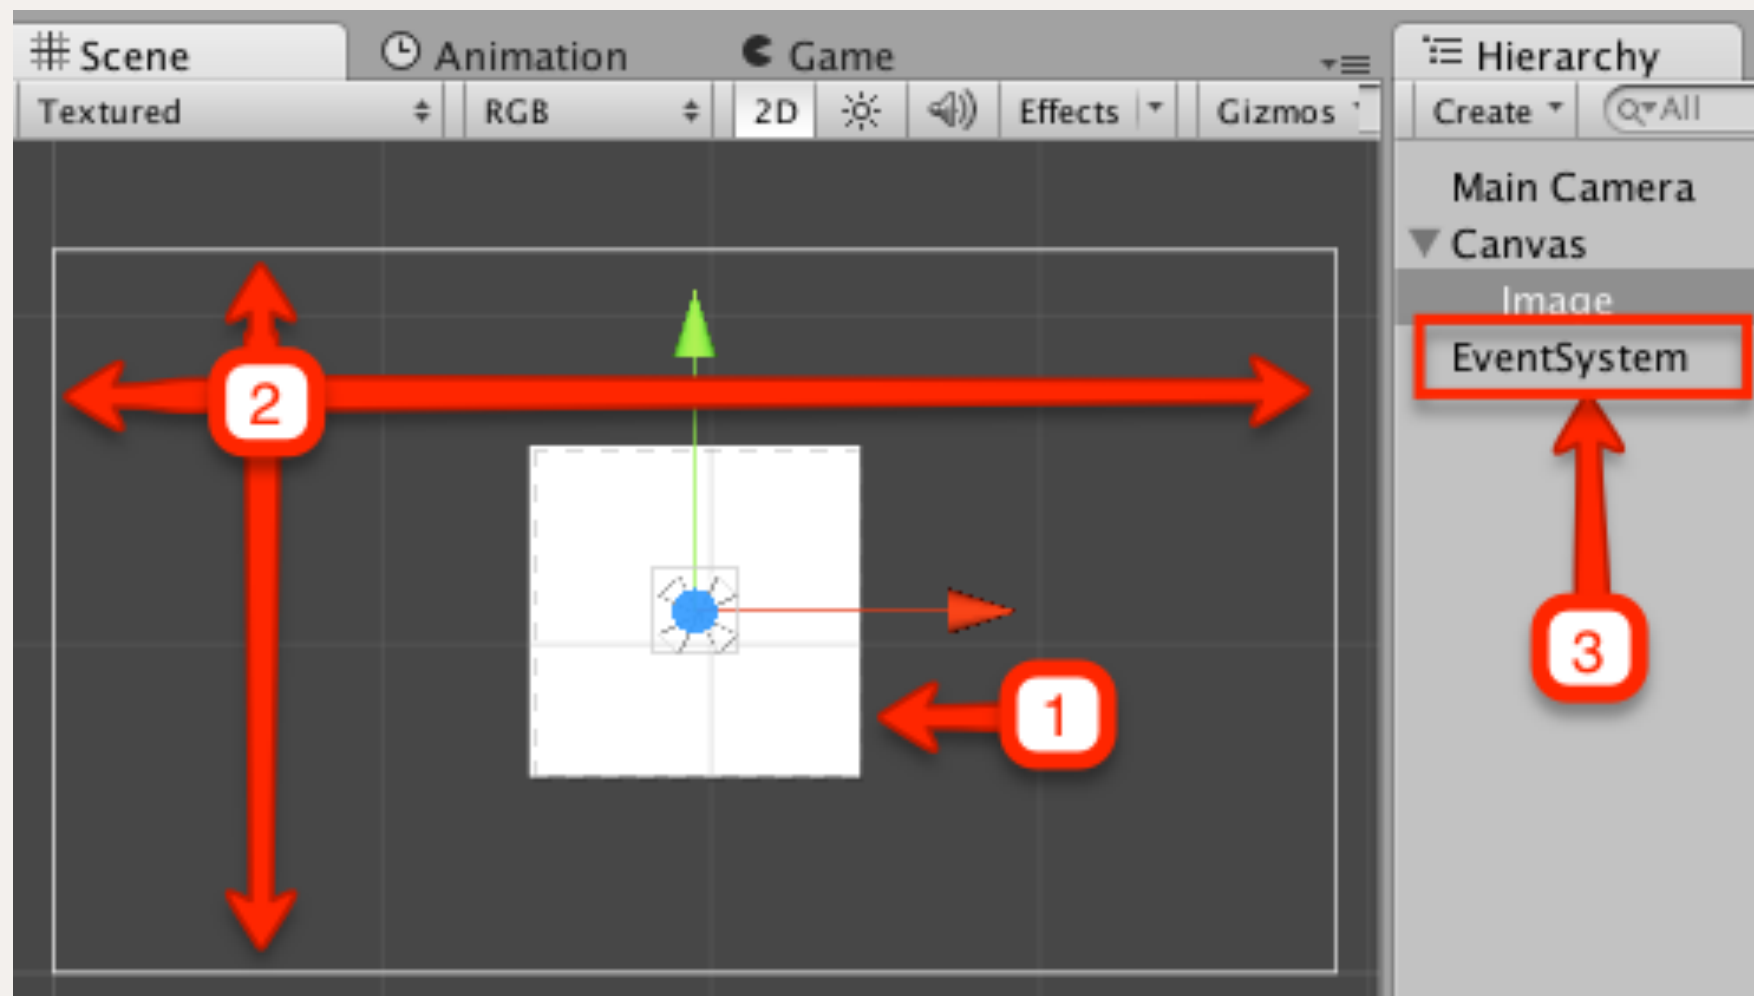 Scene Animation Game
Textured RGB 2D Effects Gizmos
2
1
Hierarchy
Create All
Main Camera
Canvas
Image
EventSystem
3